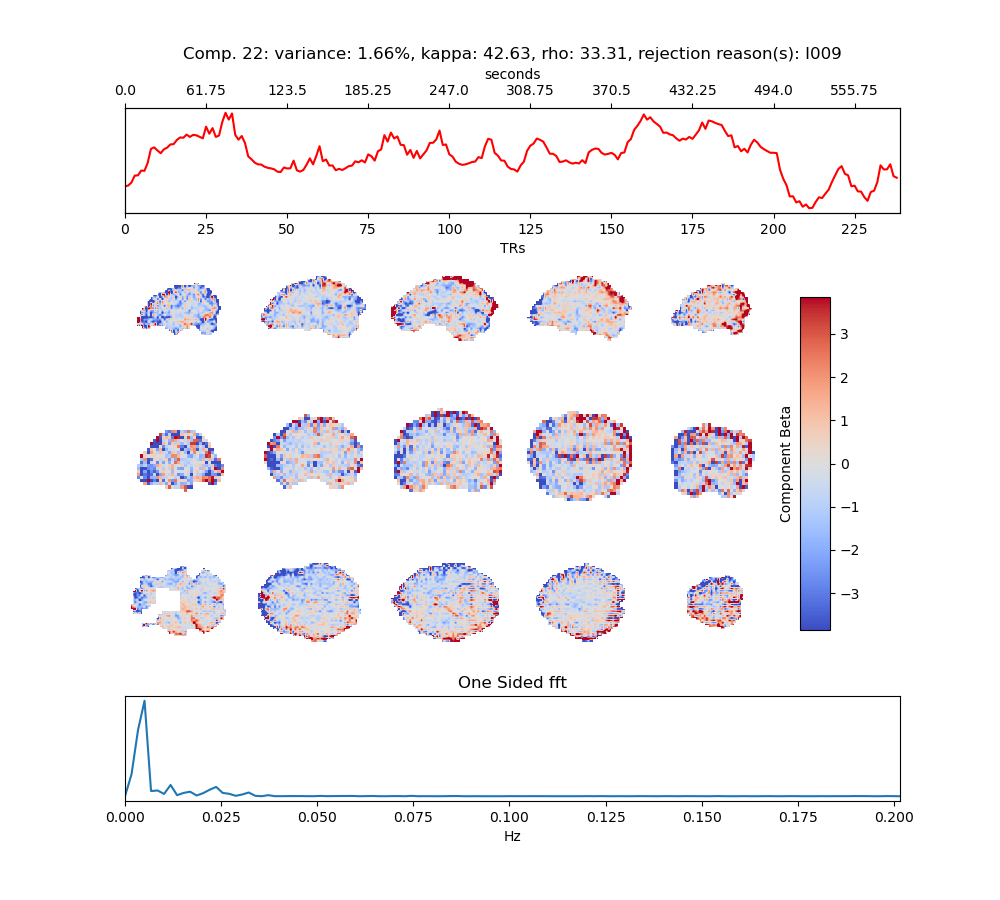 Comp. 22: variance: 1.66%, kappa: 42.63, rho: 33.31, rejection reason(s): I009
seconds
0.0 61.75 123.5 185.25 247.0 308.75 370.5 432.25 494.0 555.75
0 25 50 75 100 125 150 175 200 225
TRs
3
2
1
0
−1
−2
−3
Component Beta
One Sided fft
0.000 0.025 0.050 0.075 0.100 0.125 0.150 0.175 0.200
Hz